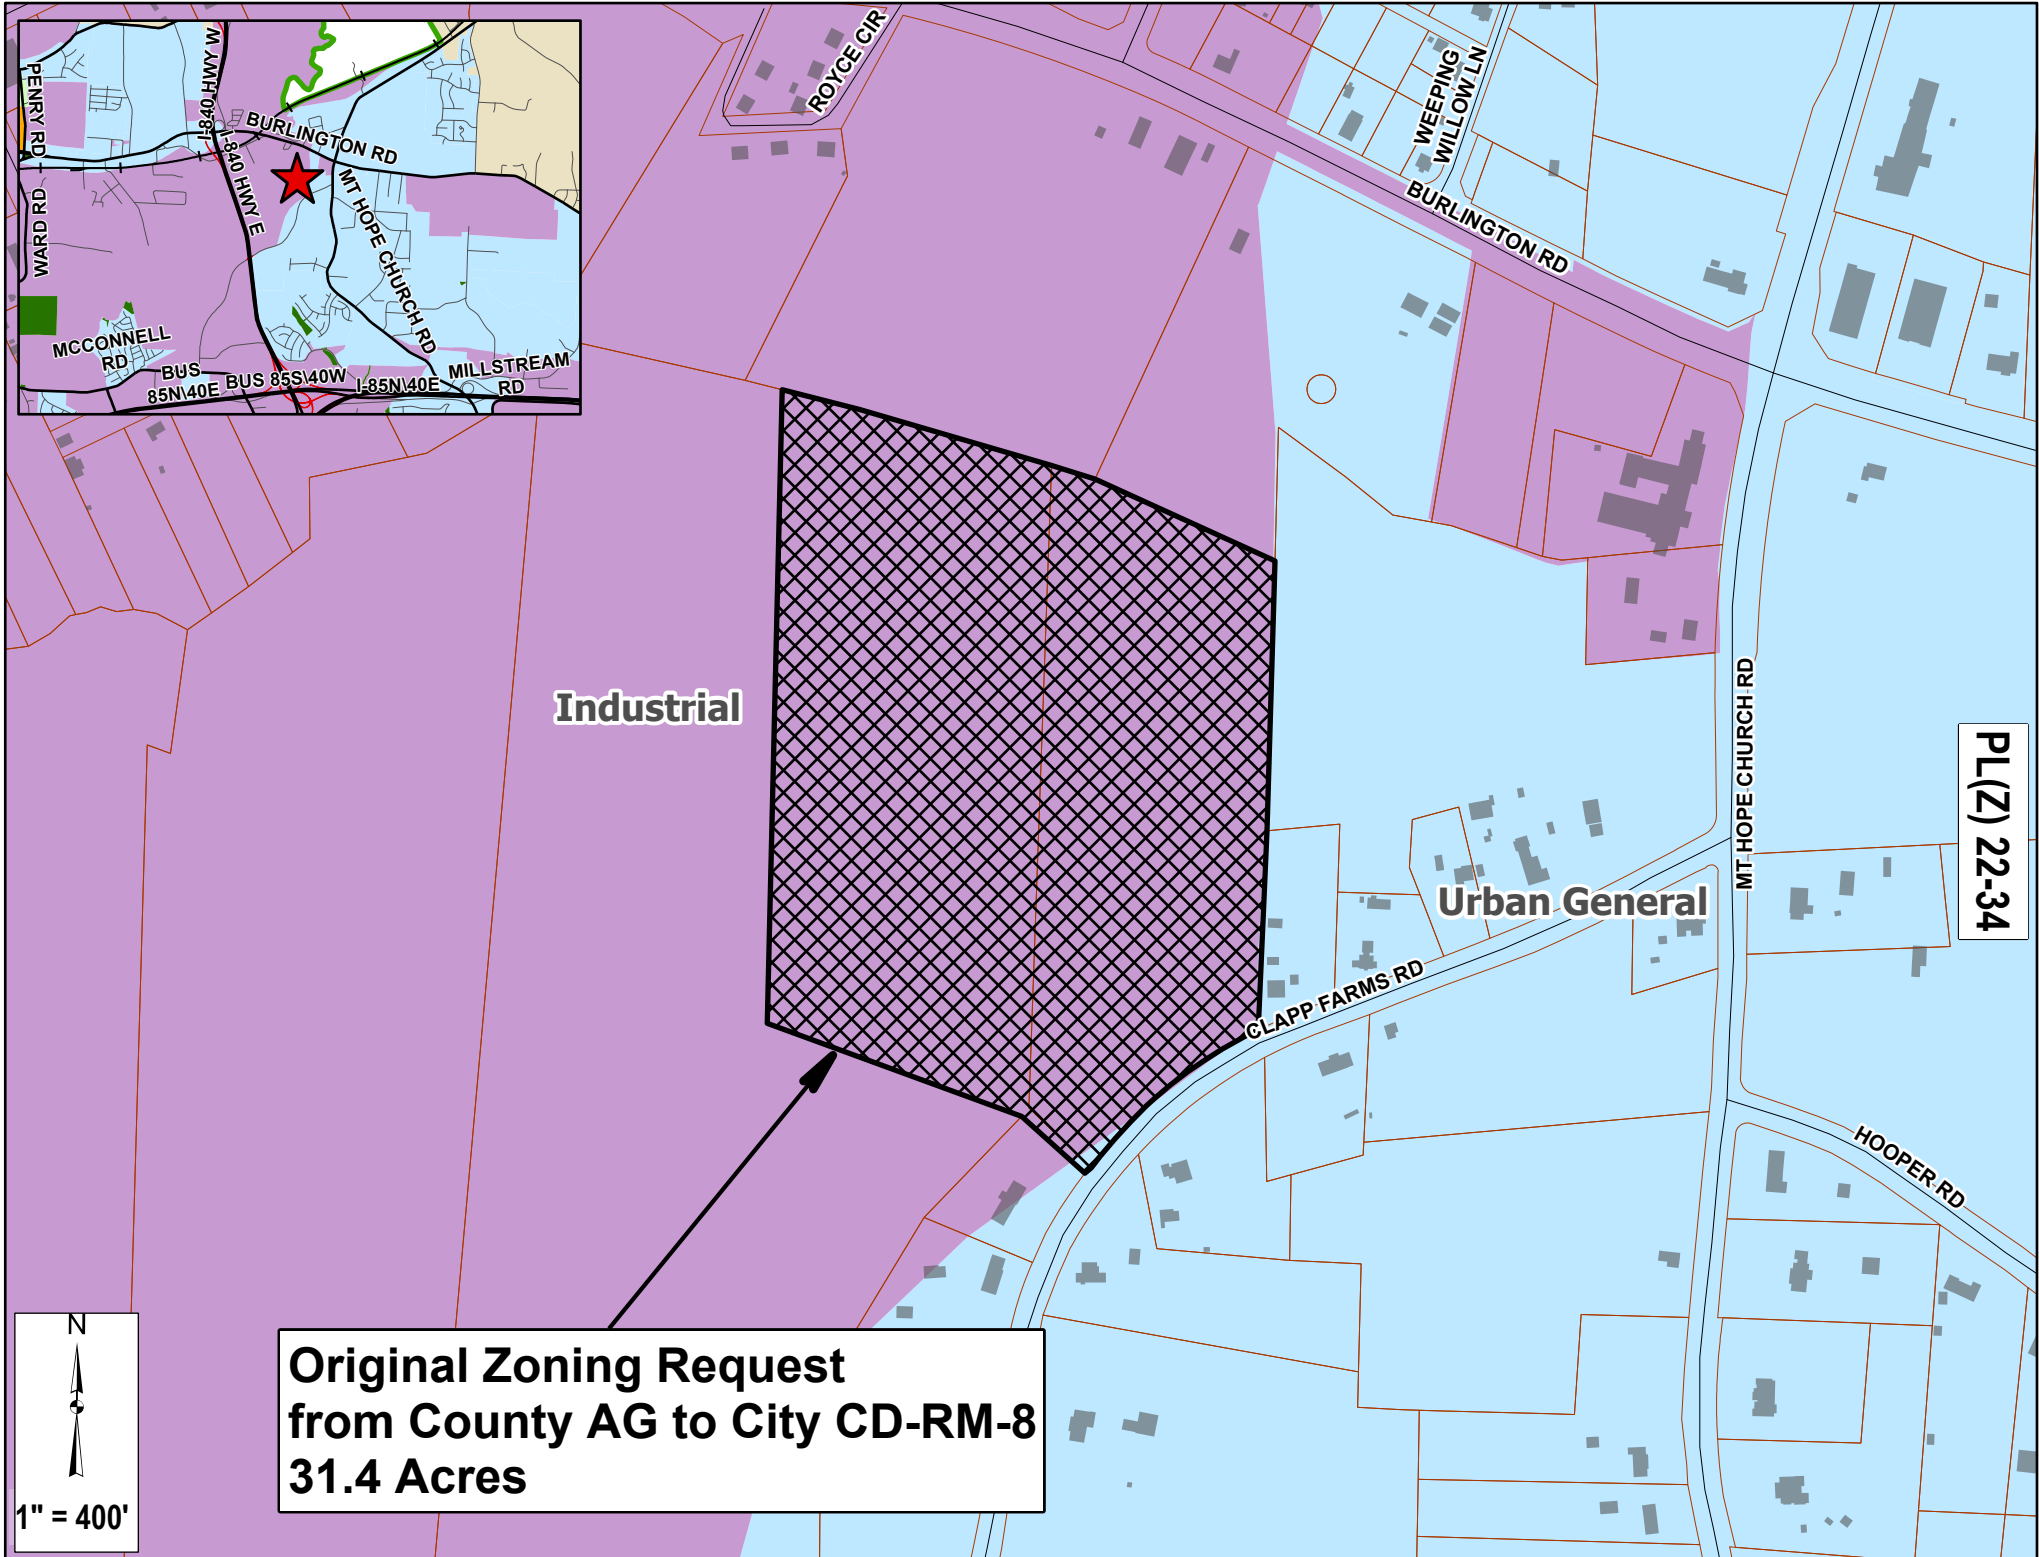 PENRY RD
I-840 HWY W
BURLINGTON RD
I-840 HWY E
WARD RD
MT HOPE CHURCH RD
MCCONNELL
RD
BUS
85N\40E
BUS 85S\40W
I-85N\40E
MILLSTREAM
RD
ROYCE CIR
WEEPING
WILLOW LN
BURLINGTON RD
Industrial
MT HOPE CHURCH RD
PL(Z) 22-34
Urban General
CLAPP FARMS RD
HOOPER RD
N
1" = 400'
Original Zoning Request
from County AG to City CD-RM-8
31.4 Acres